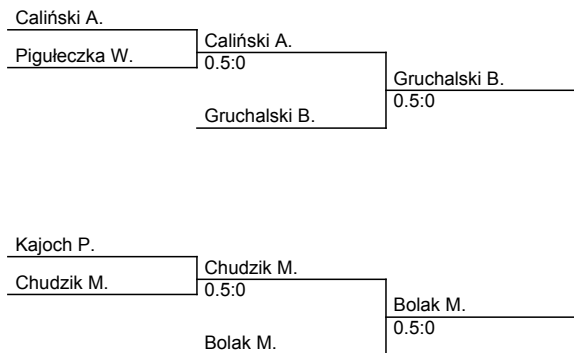 Caliński A.
Pigułeczka W.
Caliński A.
0.5:0
Gruchalski B.
Gruchalski B.
0.5:0
Kajoch P.
Chudzik M.
Chudzik M.
0.5:0
Bolak M.
Bolak M.
0.5:0